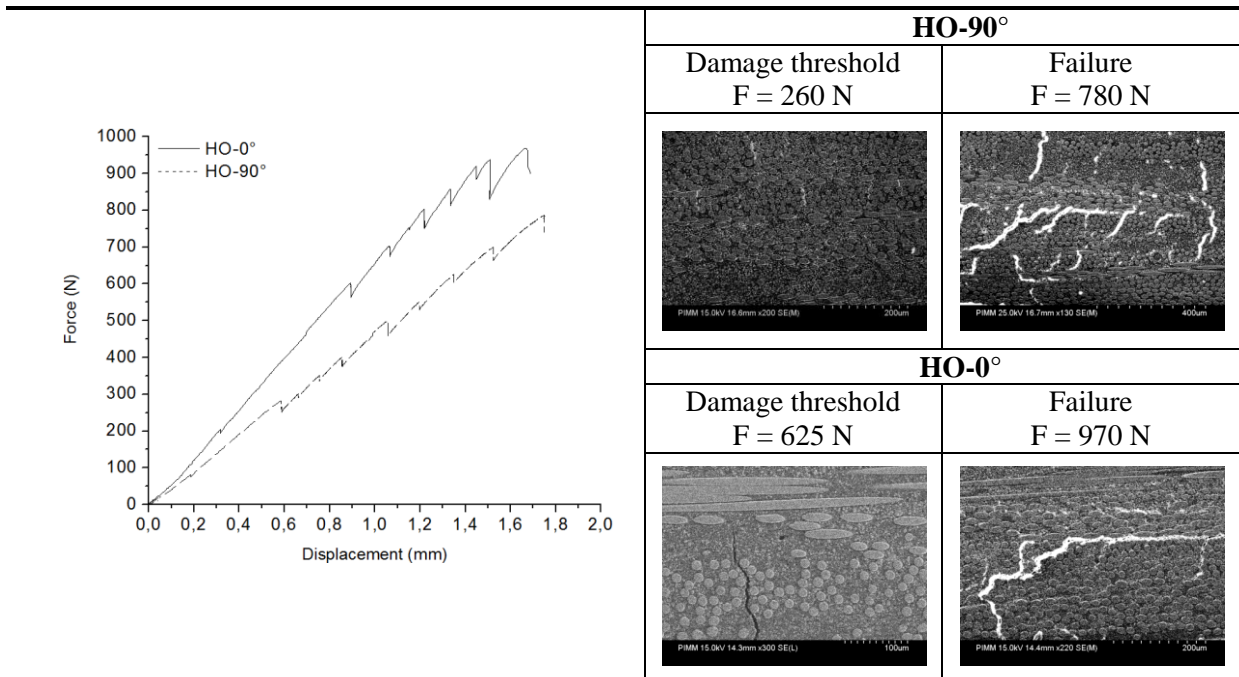 1000
900
800
700
600
500
400
300
200
100
0
Force (N)
HO-0°
HO-90°
0,0 0,2 0,4 0,6 0,8 1,0 1,2 1,4 1,6 1,8 2,0
Displacement (mm)
HO-90°
Damage threshold
F = 260 N
Failure
F = 780 N
PIMM 15.0kV 16.6mm x200 SE(M) 200um
PIMM 25.0kV 16.7mm x130 SE(M) 400um
HO-0°
Damage threshold
F = 625 N
Failure
F = 970 N
PIMM 15.0kV 14.3mm x300 SE(L) 100um
PIMM 15.0kV 14.4mm x220 SE(M) 200um